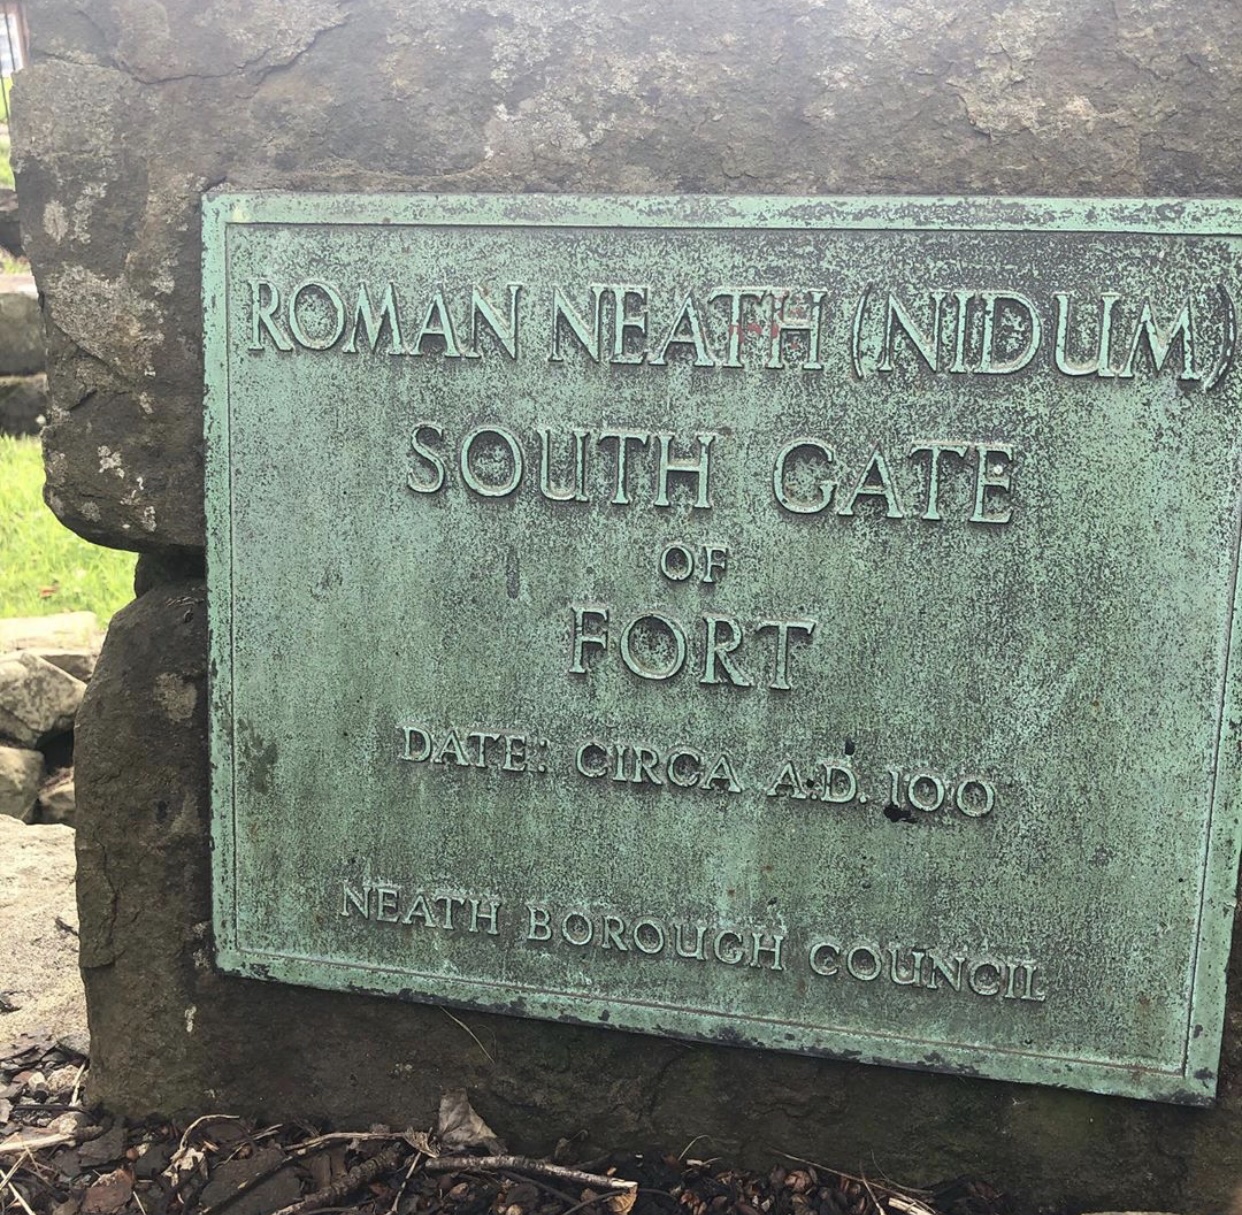 ROMAN NEATH (NIDUM)
SOUTH GATE
OF
FORT
DATE: CIRCA A.D. 100
NEATH BOROUGH COUNCIL